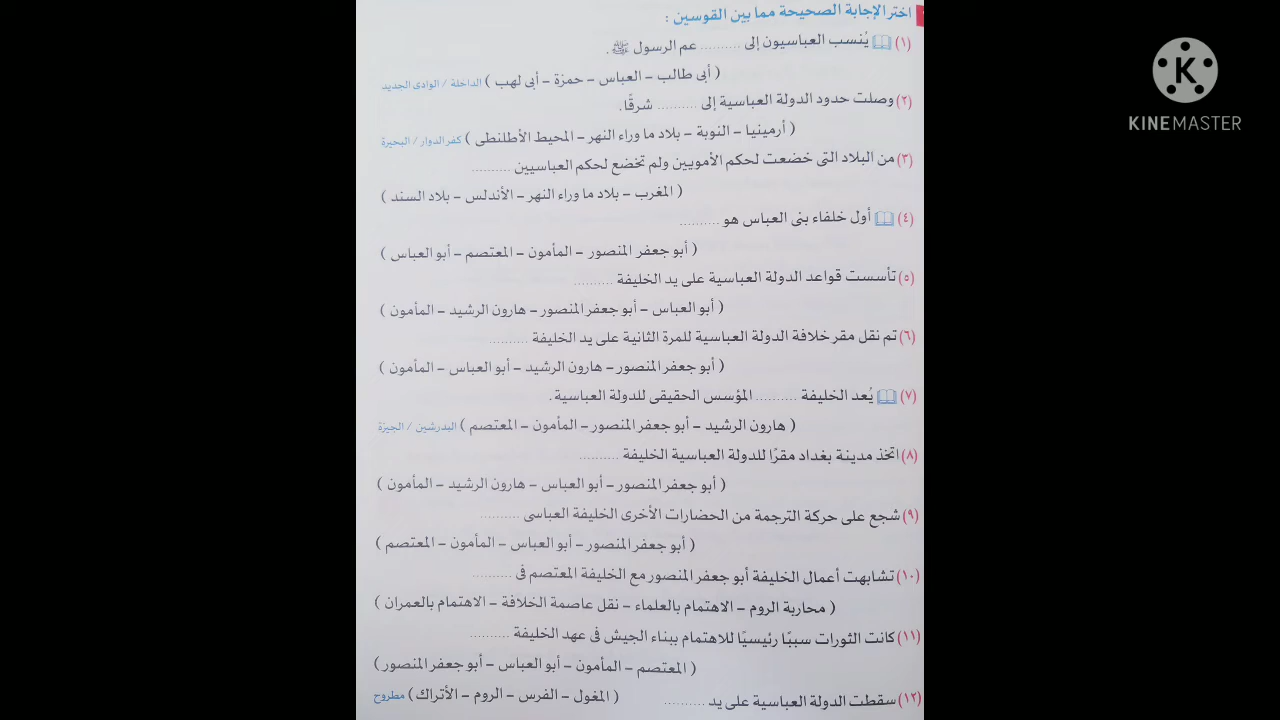 اختر الإجابة الصحيحة مما بين القوسين :
(١) يُنسب العباسيون إلى .......... عم الرسول ﷺ.
( أبى طالب – العباس – حمزة – أبى لهب ) الداخلة / الوادى الجديد
(٢) وصلت حدود الدولة العباسية إلى .......... شرقًا.
( أرمينيا – النوبة – بلاد ما وراء النهر – المحيط الأطلنطى ) كفر الدوار / البحيرة
(٣) من البلاد التى خضعت لحكم الأمويين ولم تخضع لحكم العباسيين ..........
( المغرب – بلاد ما وراء النهر – الأندلس – بلاد السند )
(٤) أول خلفاء بنى العباس هو ..........
( أبو جعفر المنصور – المأمون – المعتصم – أبو العباس )
(٥) تأسست قواعد الدولة العباسية على يد الخليفة ..........
( أبو العباس – أبو جعفر المنصور – هارون الرشيد – المأمون )
(٦) تم نقل مقر خلافة الدولة العباسية للمرة الثانية على يد الخليفة ..........
( أبو جعفر المنصور – هارون الرشيد – أبو العباس – المأمون )
(٧) يُعد الخليفة .......... المؤسس الحقيقى للدولة العباسية.
( هارون الرشيد – أبو جعفر المنصور – المأمون – المعتصم ) البدرشين / الجيزة
(٨) اتخذ مدينة بغداد مقرًا للدولة العباسية الخليفة ..........
( أبو جعفر المنصور – أبو العباس – هارون الرشيد – المأمون )
(٩) شجع على حركة الترجمة من الحضارات الأخرى الخليفة العباسى ..........
( أبو جعفر المنصور – أبو العباس – المأمون – المعتصم )
(١٠) تشابهت أعمال الخليفة أبو جعفر المنصور مع الخليفة المعتصم فى ..........
( محاربة الروم – الاهتمام بالعلماء – نقل عاصمة الخلافة – الاهتمام بالعمران )
(١١) كانت الثورات سببًا رئيسيًا للاهتمام ببناء الجيش فى عهد الخليفة ..........
( المعتصم – المأمون – أبو العباس – أبو جعفر المنصور )
(١٢) سقطت الدولة العباسية على يد .......... ( المغول – الفرس – الروم – الأتراك ) مطروح
K
KINEMASTER